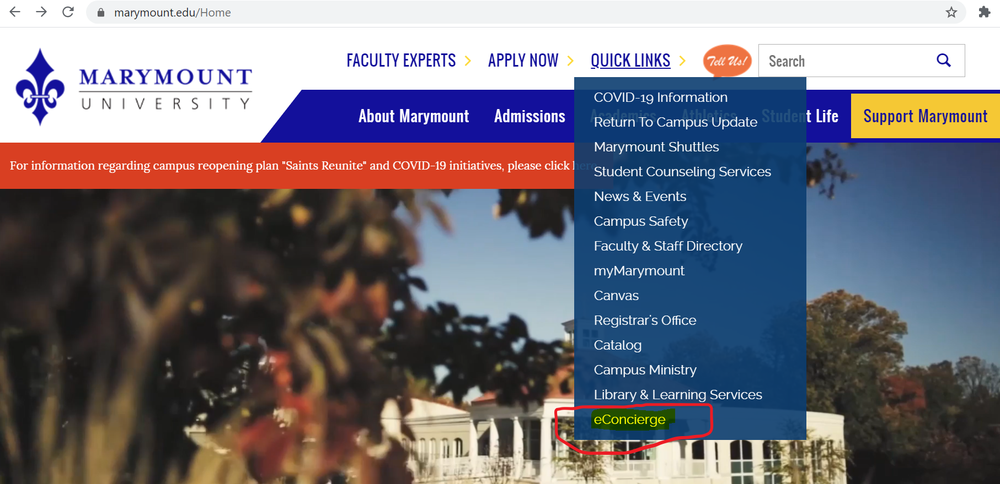 marymount.edu/Home
MARYMOUNT
UNIVERSITY
FACULTY EXPERTS
APPLY NOW
QUICK LINKS
Tell Us!
Search
About Marymount
Admissions
Academics
Athletics
Student Life
Support Marymount
For information regarding campus reopening plan "Saints Reunite" and COVID-19 initiatives, please click here
COVID-19 Information
Return To Campus Update
Marymount Shuttles
Student Counseling Services
News & Events
Campus Safety
Faculty & Staff Directory
myMarymount
Canvas
Registrar's Office
Catalog
Campus Ministry
Library & Learning Services
eConcierge